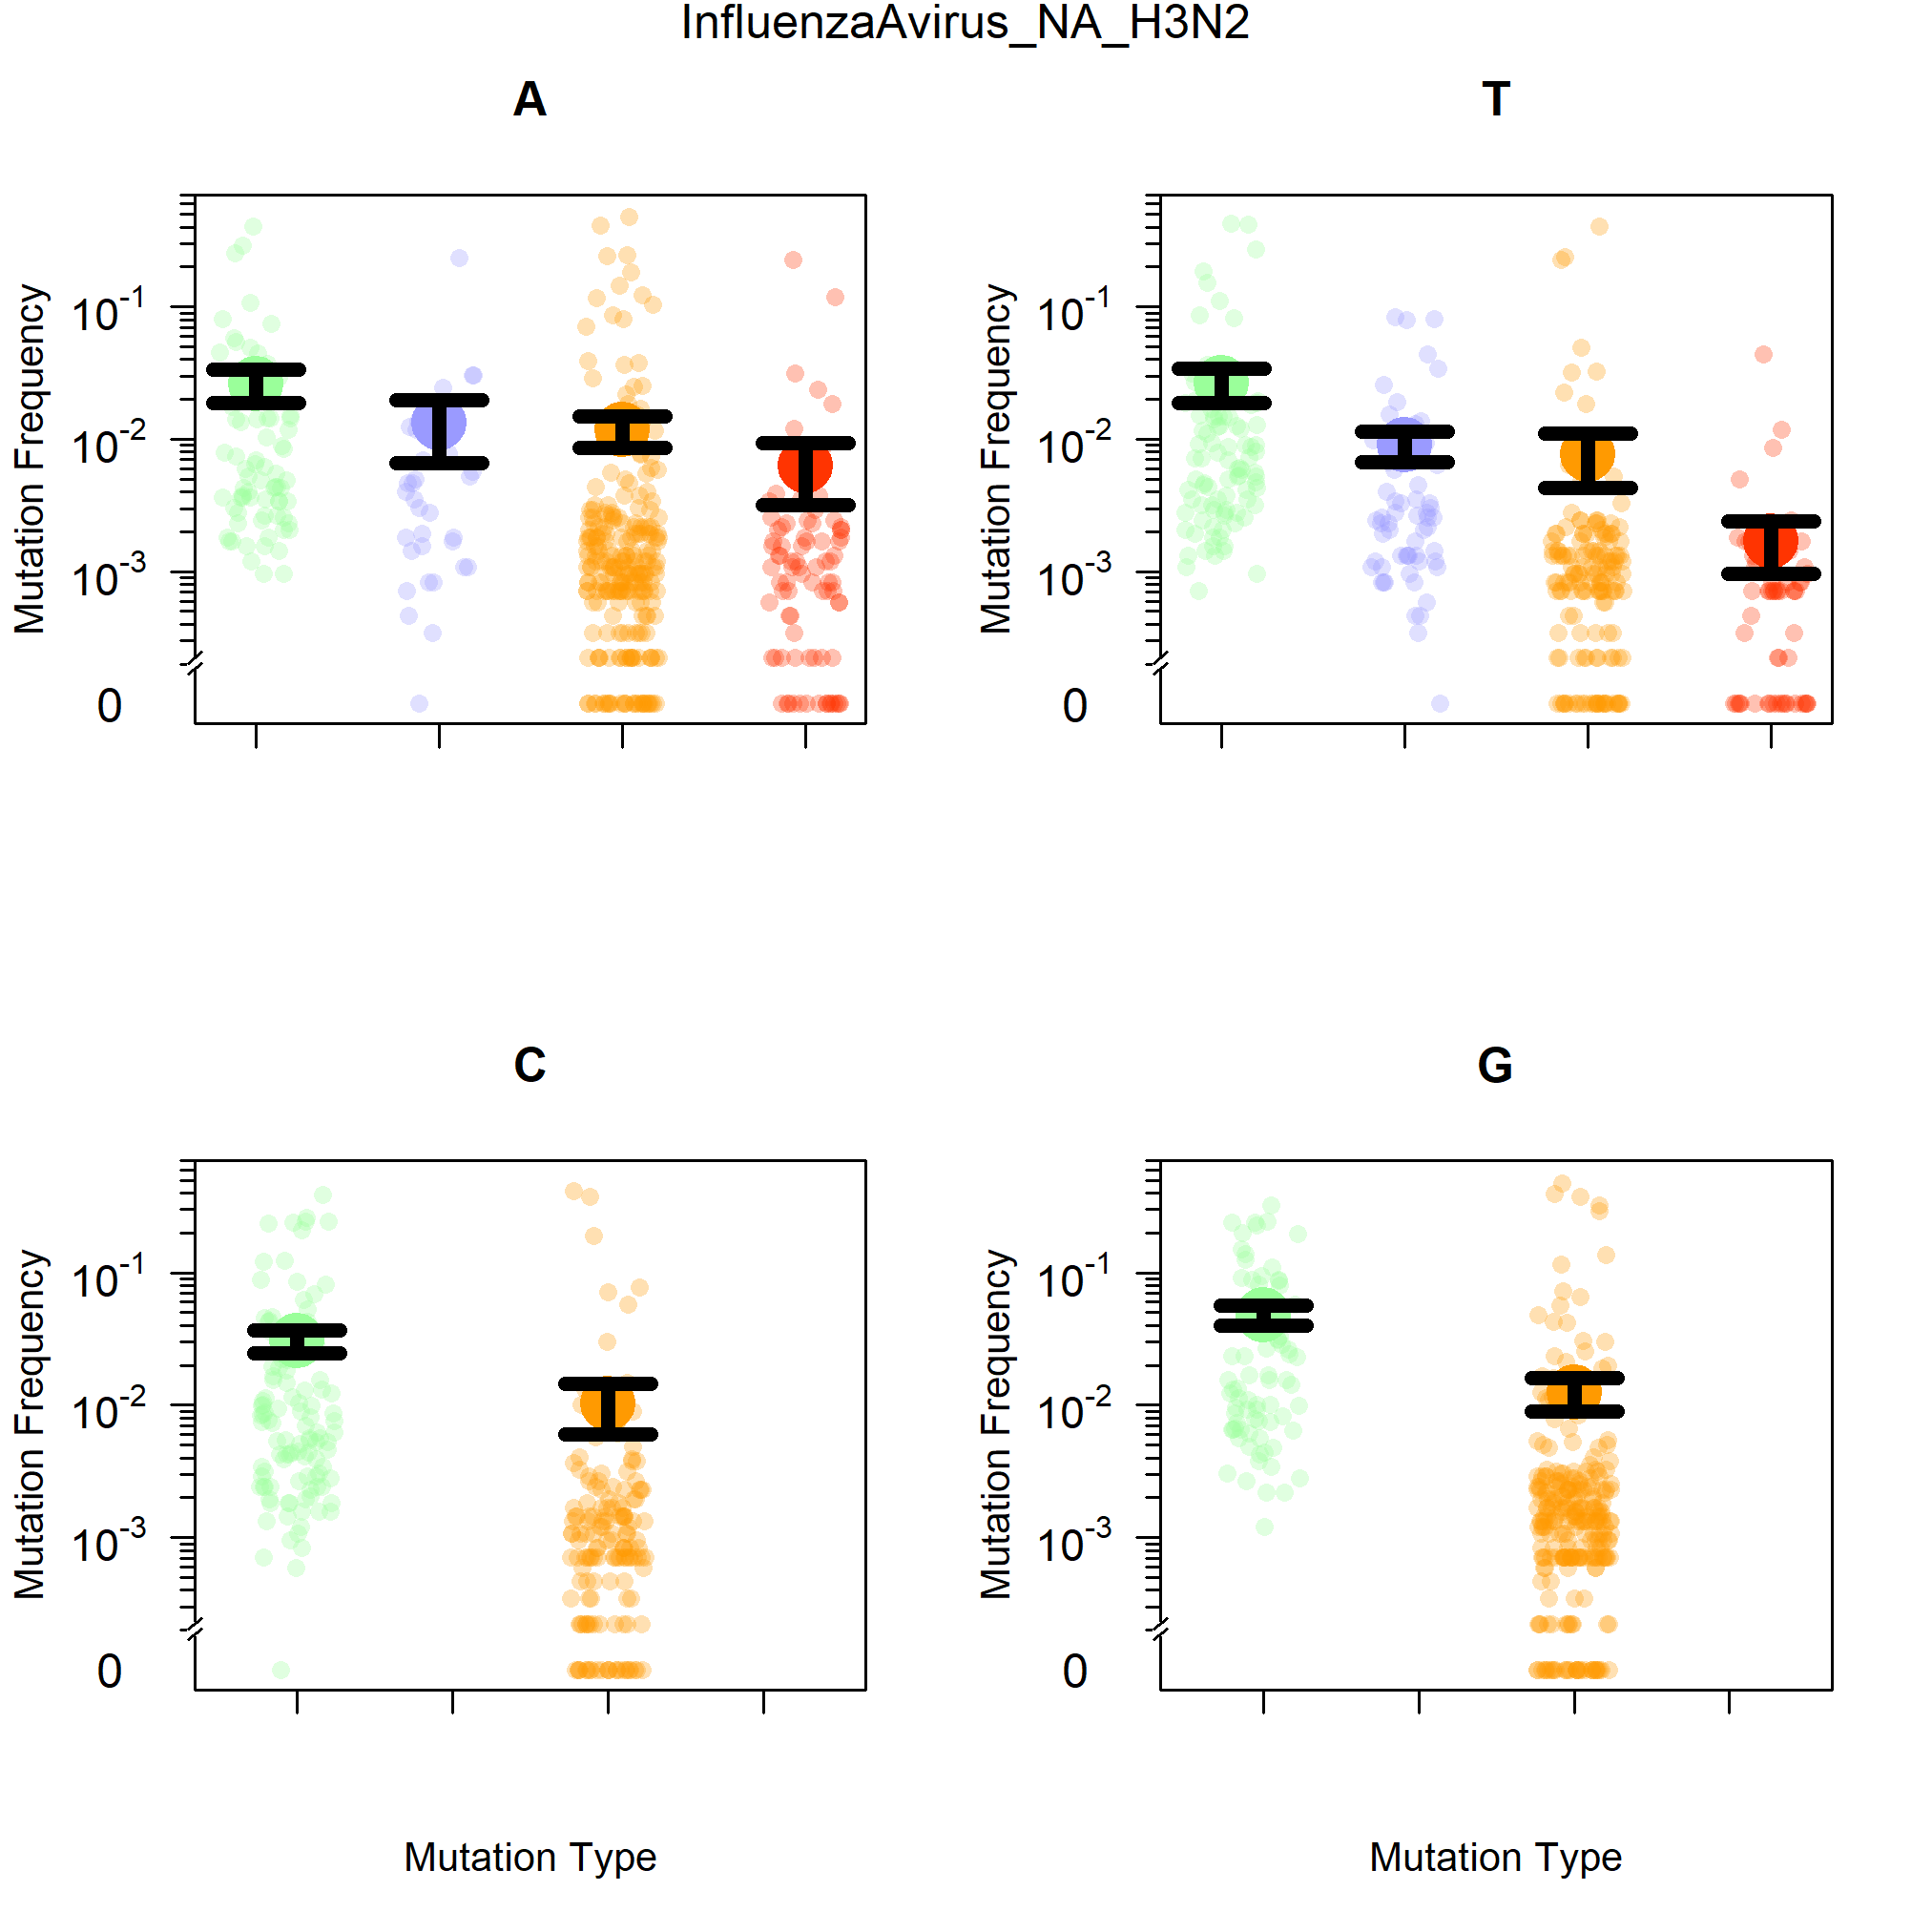 InfluenzaAvirus_NA_H3N2
A
Mutation Frequency
10-1
10-2
10-3
0
T
Mutation Frequency
10-1
10-2
10-3
0
C
Mutation Frequency
10-1
10-2
10-3
0
Mutation Type
G
Mutation Frequency
10-1
10-2
10-3
0
Mutation Type